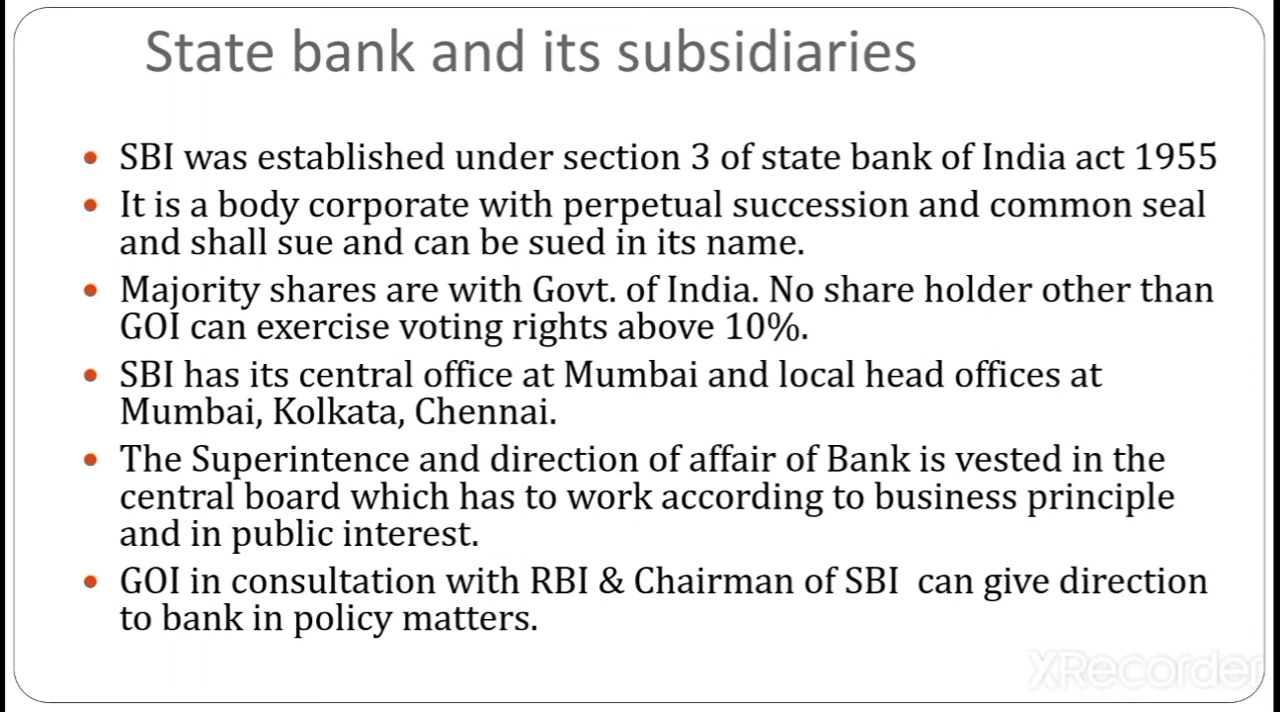 State bank and its subsidiaries
• SBI was established under section 3 of state bank of India act 1955
• It is a body corporate with perpetual succession and common seal
and shall sue and can be sued in its name.
• Majority shares are with Govt. of India. No share holder other than
GOI can exercise voting rights above 10%.
• SBI has its central office at Mumbai and local head offices at
Mumbai, Kolkata, Chennai.
• The Superintence and direction of affair of Bank is vested in the
central board which has to work according to business principle
and in public interest.
• GOI in consultation with RBI & Chairman of SBI can give direction
to bank in policy matters.
XRecorder